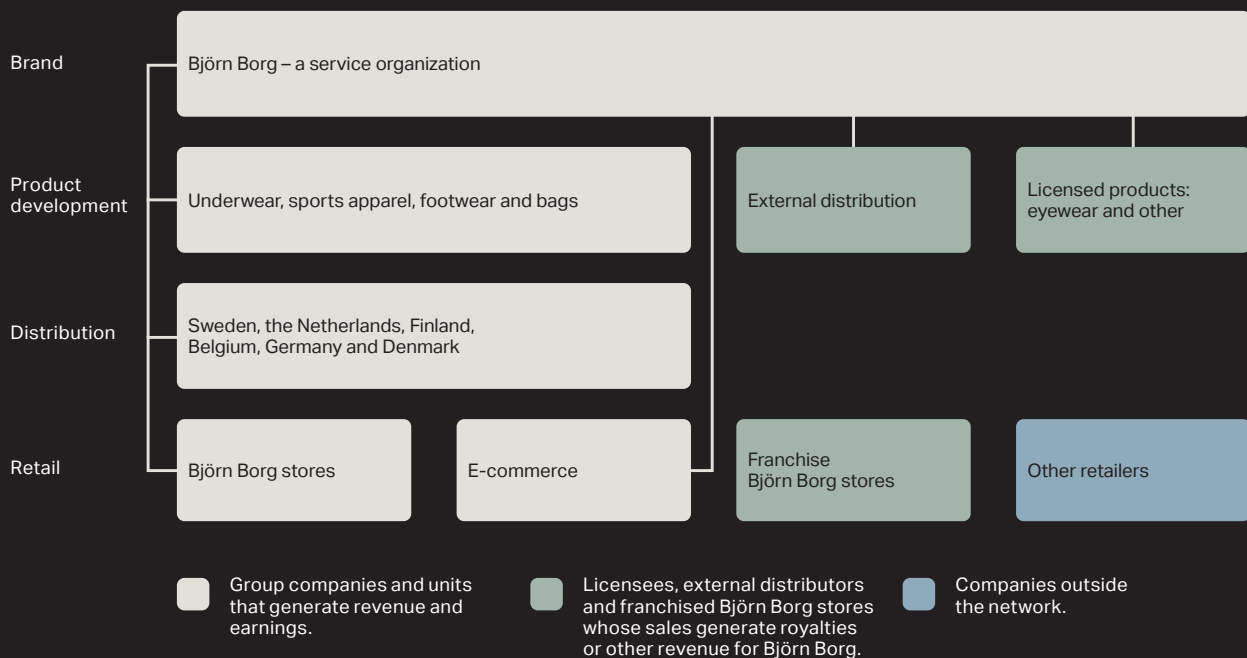 Brand
Björn Borg – a service organization
Product
development
Underwear, sports apparel, footwear and bags
External distribution
Licensed products:
eyewear and other
Distribution
Sweden, the Netherlands, Finland,
Belgium, Germany and Denmark
Retail
Björn Borg stores
E-commerce
Franchise
Björn Borg stores
Other retailers
Group companies and units
that generate revenue and
earnings.
Licensees, external distributors
and franchised Björn Borg stores
whose sales generate royalties
or other revenue for Björn Borg.
Companies outside
the network.